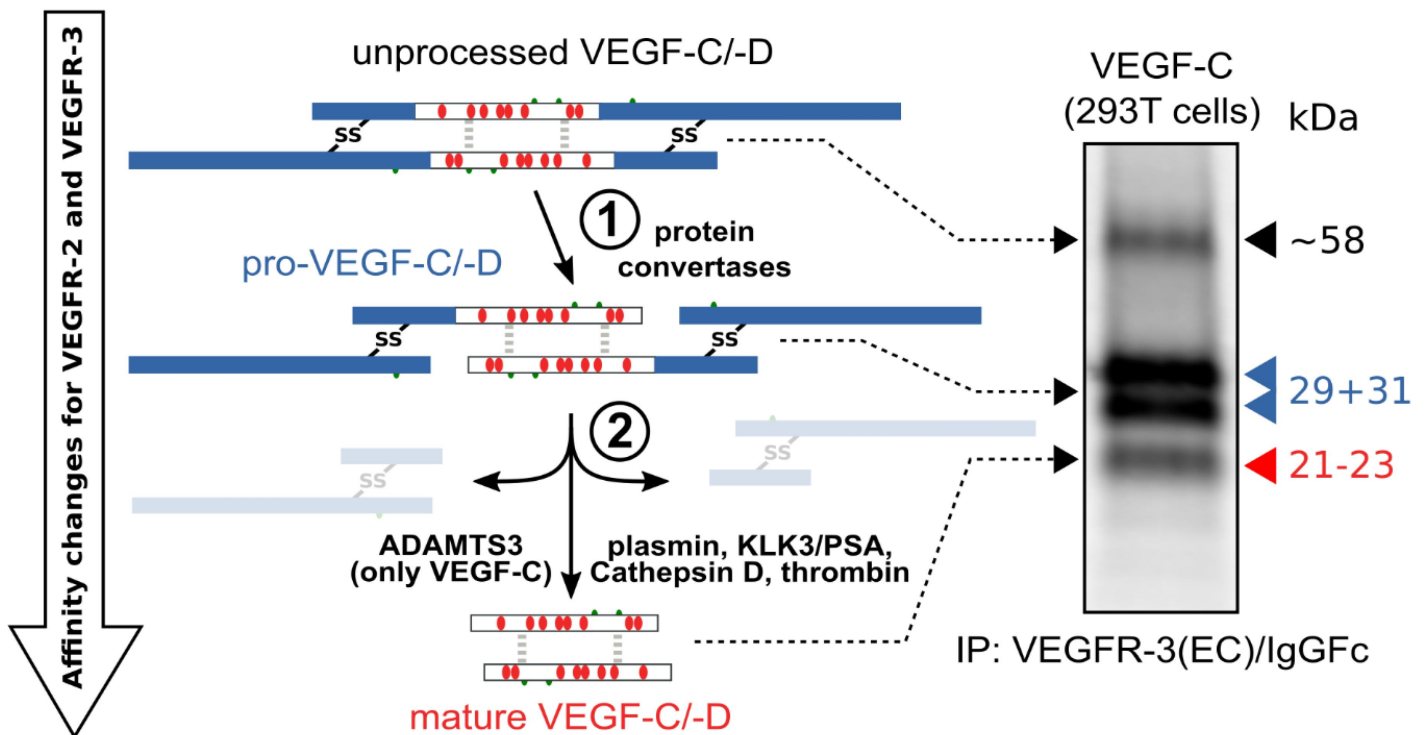 Affinity changes for VEGFR-2 and VEGFR-3
unprocessed VEGF-C/-D
SS
SS
1
protein
convertases
pro-VEGF-C/-D
SS
SS
2
SS
SS
ADAMTS3
(only VEGF-C)
plasmin, KLK3/PSA,
Cathepsin D, thrombin
mature VEGF-C/-D
VEGF-C
(293T cells)
kDa
~58
29+31
21-23
IP: VEGFR-3(EC)/IgGFc